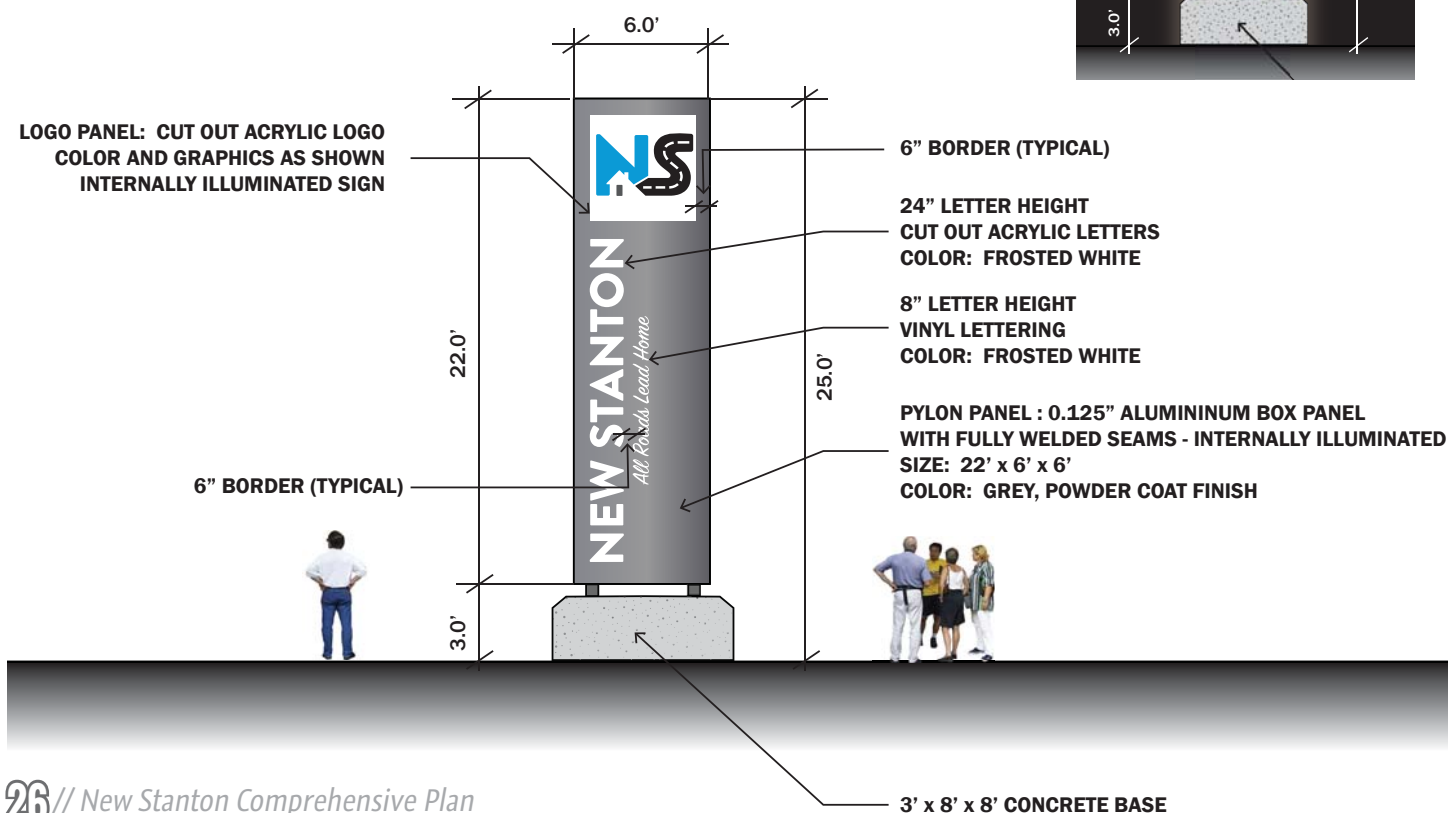 6.0’
3.0’
LOGO PANEL: CUT OUT ACRYLIC LOGO
COLOR AND GRAPHICS AS SHOWN
INTERNALLY ILLUMINATED SIGN
NS
6” BORDER (TYPICAL)
24” LETTER HEIGHT
CUT OUT ACRYLIC LETTERS
COLOR: FROSTED WHITE
8” LETTER HEIGHT
VINYL LETTERING
COLOR: FROSTED WHITE
22.0’
NEW STANTON
All Roads Lead Home
25.0’
PYLON PANEL : 0.125” ALUMININUM BOX PANEL
WITH FULLY WELDED SEAMS - INTERNALLY ILLUMINATED
SIZE: 22’ x 6’ x 6’
COLOR: GREY, POWDER COAT FINISH
6” BORDER (TYPICAL)
3.0’
26// New Stanton Comprehensive Plan
3’ x 8’ x 8’ CONCRETE BASE